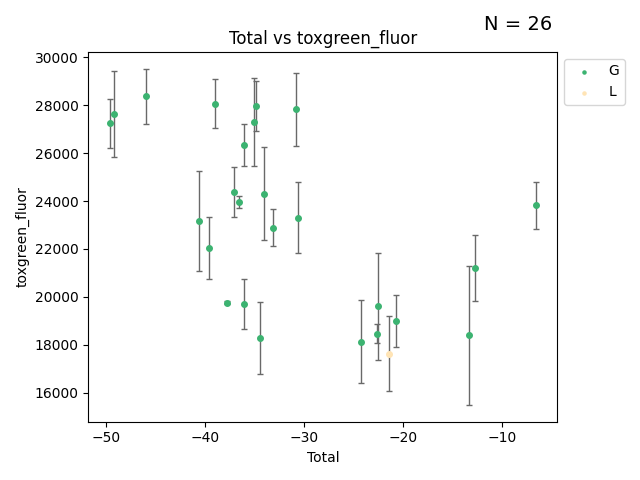 N = 26
Total vs toxgreen_fluor
G
L
30000
28000
26000
24000
22000
20000
18000
16000
toxgreen_fluor
−50
−40
−30
−20
−10
Total